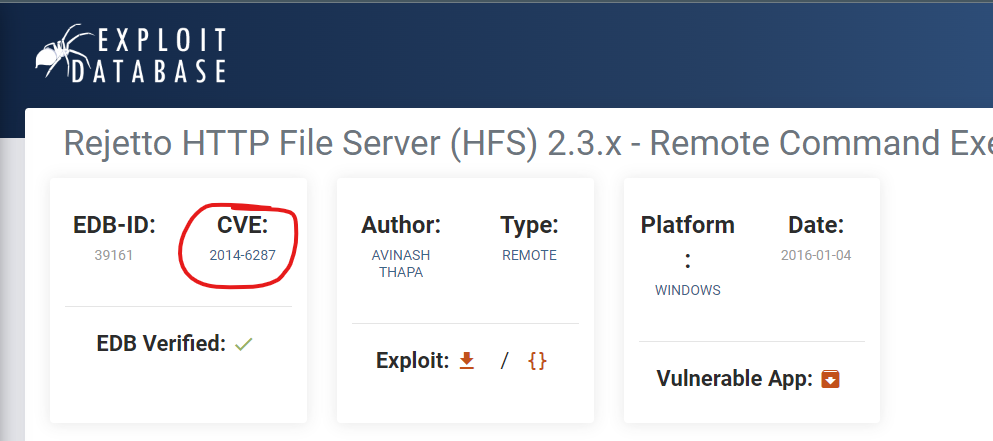 EXPLOIT
DATABASE
Rejetto HTTP File Server (HFS) 2.3.x - Remote Command
EDB-ID:
39161
CVE:
2014-6287
EDB Verified:
Author:
AVINASH
THAPA
Type:
REMOTE
Exploit:
/
{}
Platform
:
WINDOWS
Date:
2016-01-04
Vulnerable App: